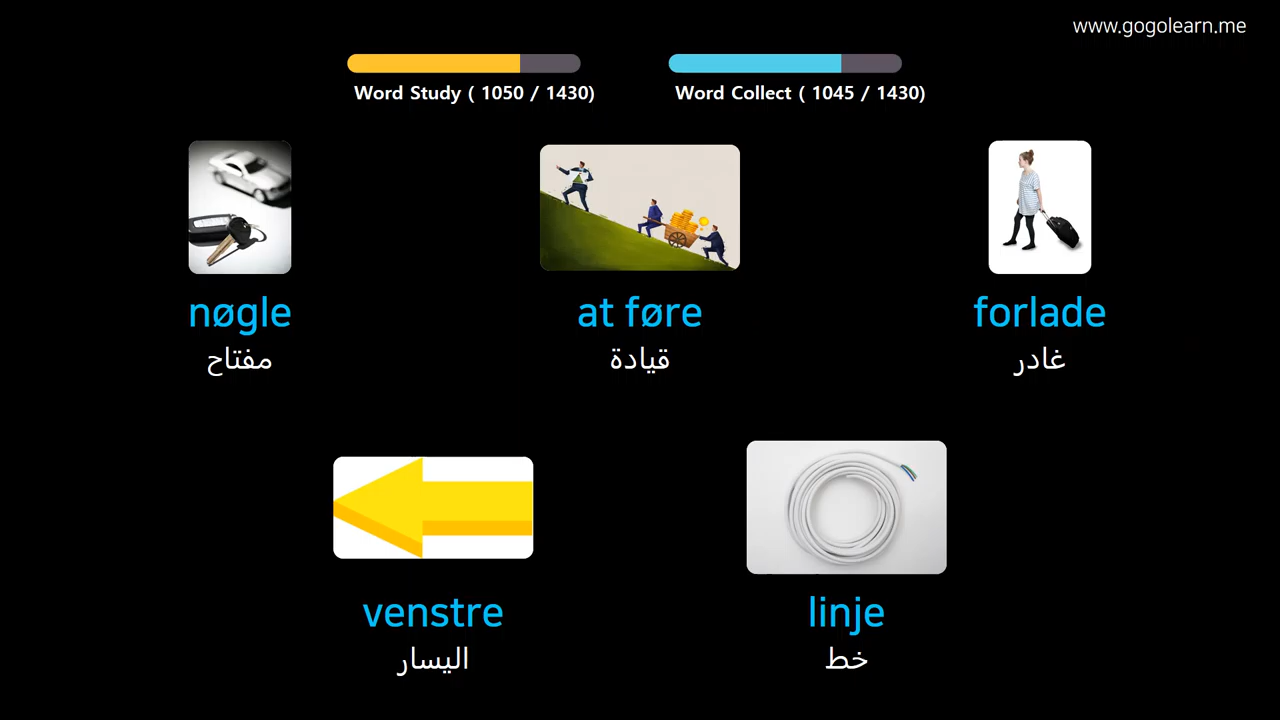 www.gogolearn.me
Word Study ( 1050 / 1430)
Word Collect ( 1045 / 1430)
nøgle
مفتاح
at føre
قيادة
forlade
غادر
venstre
اليسار
linje
خط